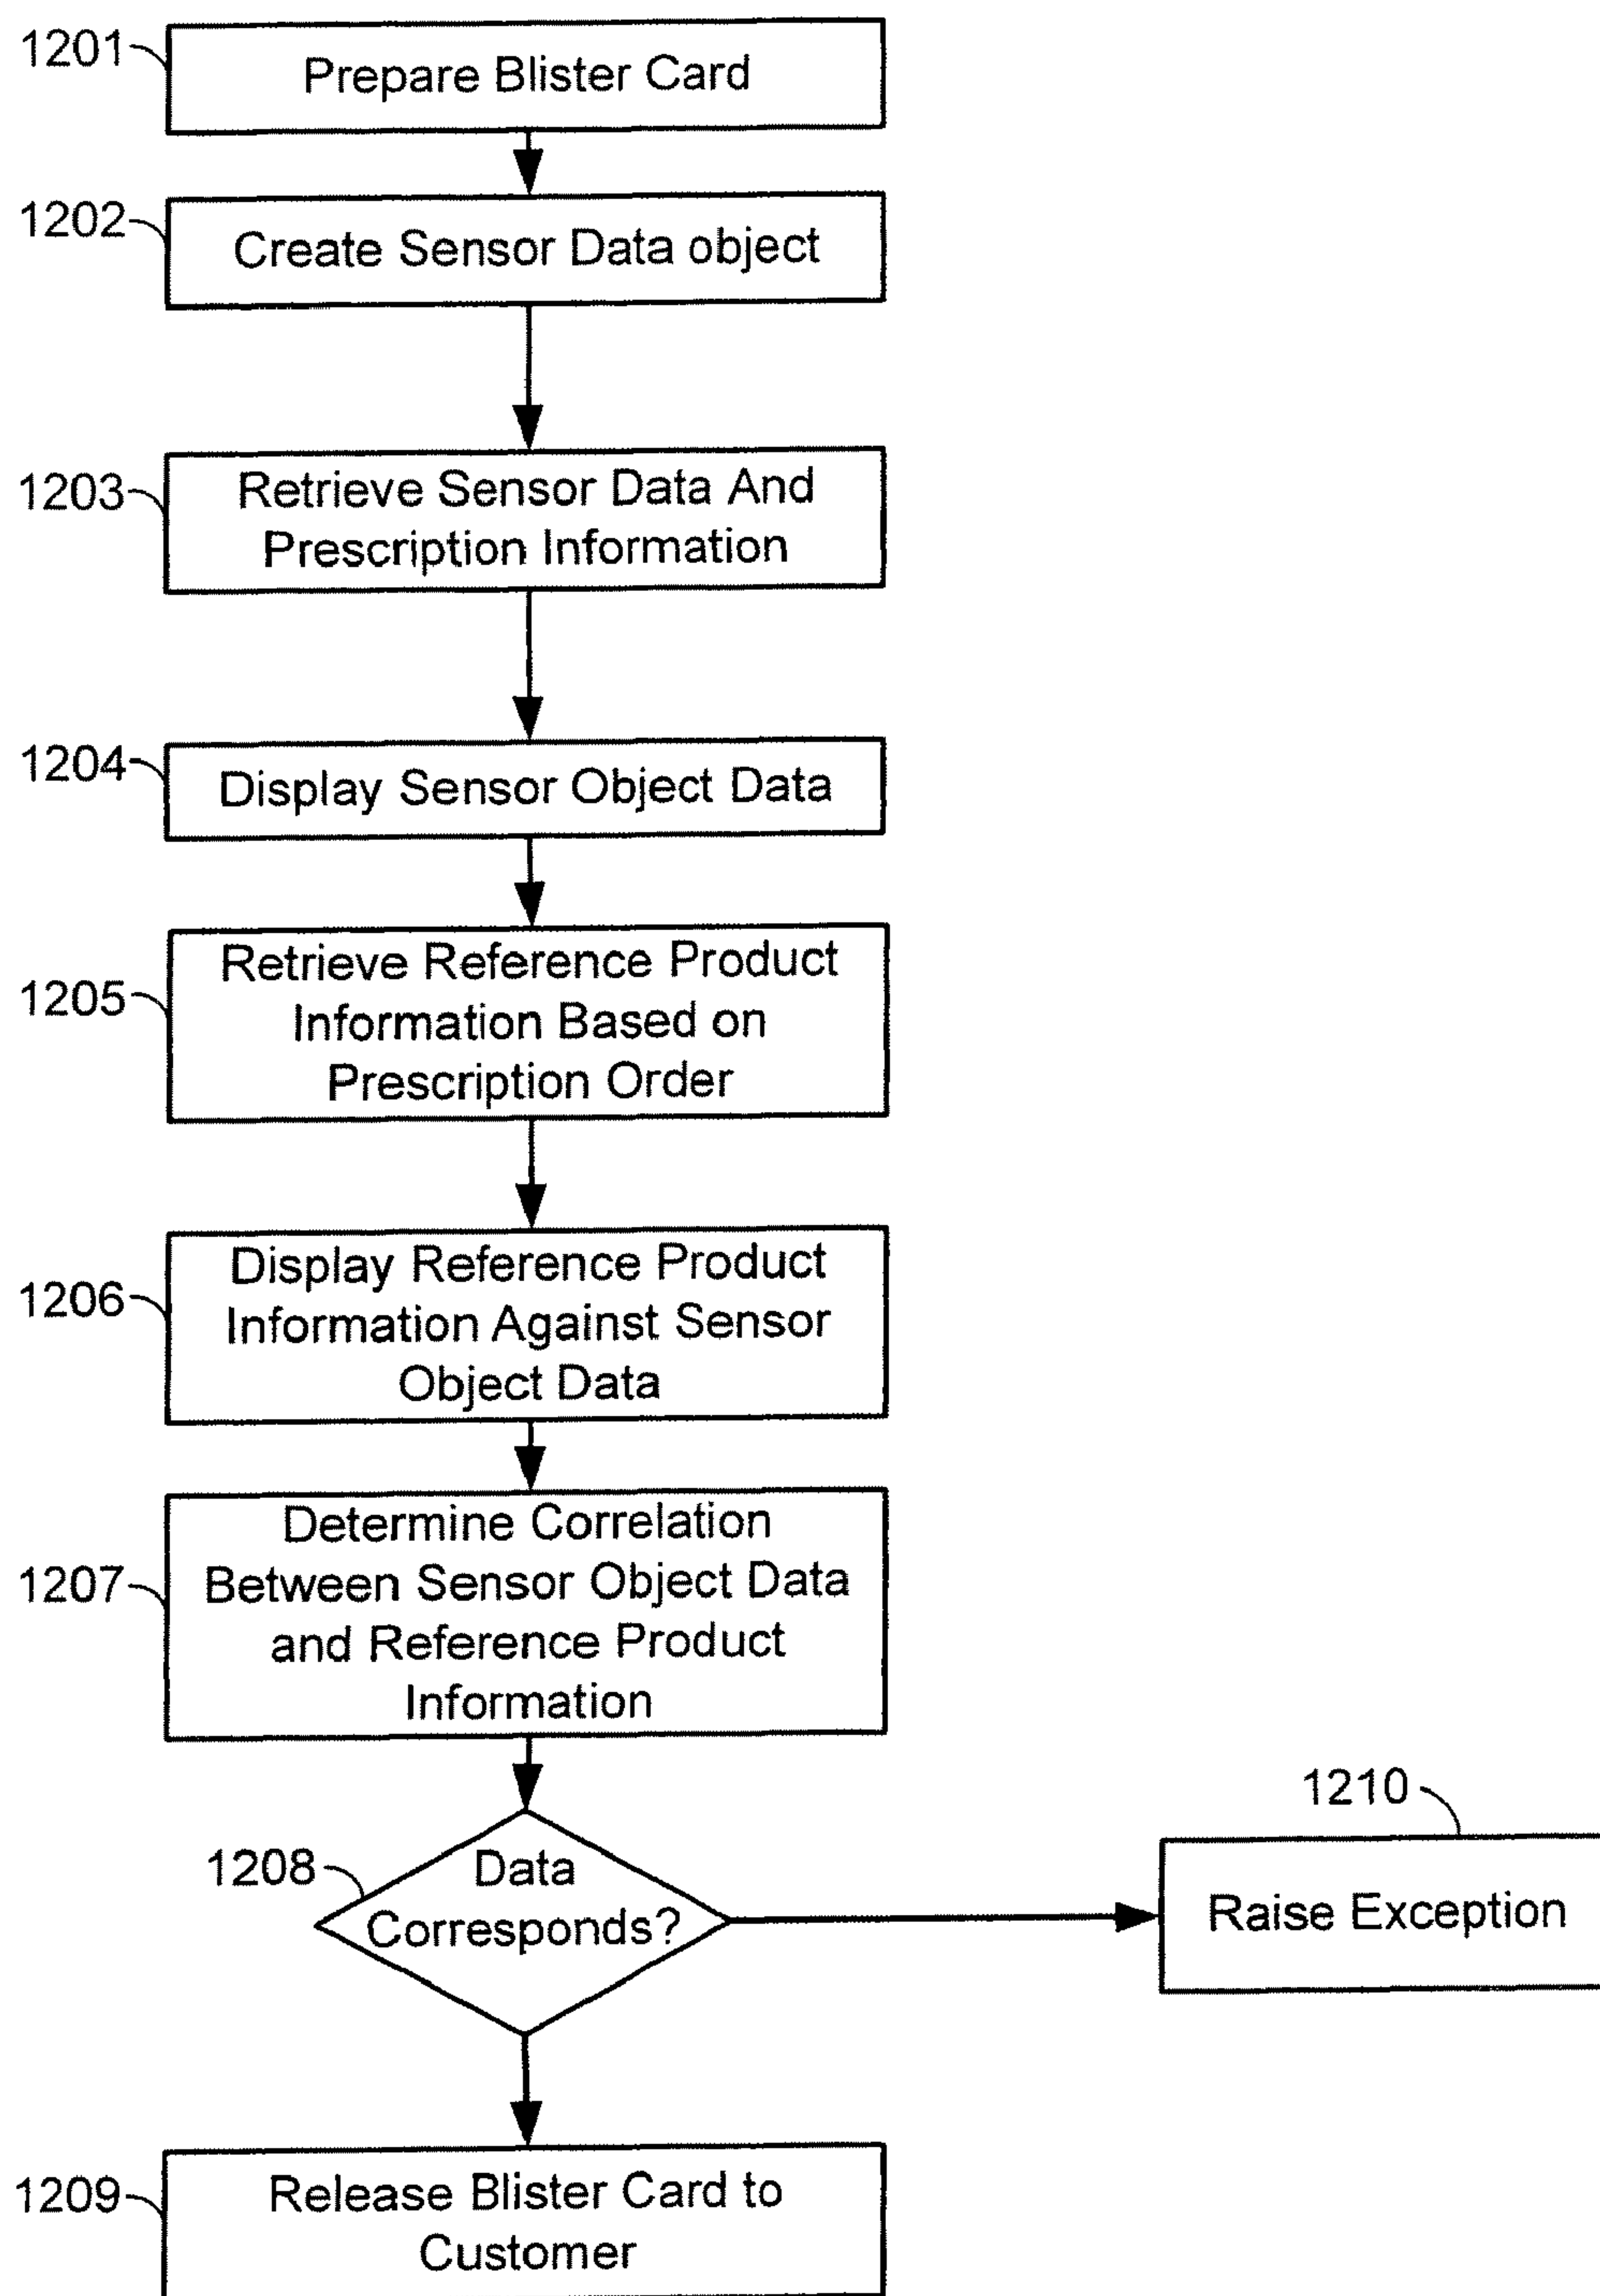 1201
Prepare Blister Card
1202
Create Sensor Data object
1203
Retrieve Sensor Data And
Prescription Information
1204
Display Sensor Object Data
1205
Retrieve Reference Product
Information Based on
Prescription Order
1206
Display Reference Product
Information Against Sensor
Object Data
1207
Determine Correlation
Between Sensor Object Data
and Reference Product
Information
1208
Data
Corresponds?
1210
Raise Exception
1209
Release Blister Card to
Customer